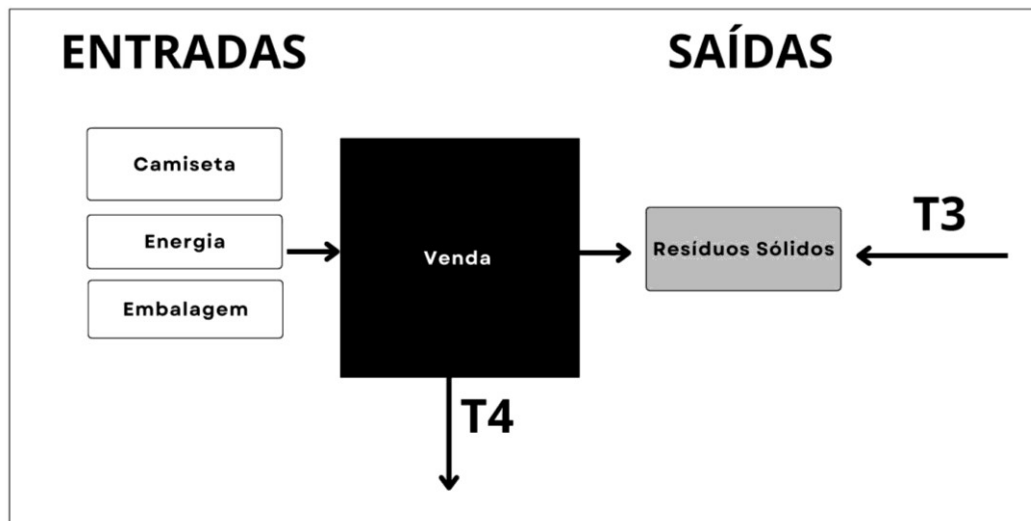 ENTRADAS
SAÍDAS
Camiseta
Energia
Embalagem
Venda
Resíduos Sólidos
T3
T4